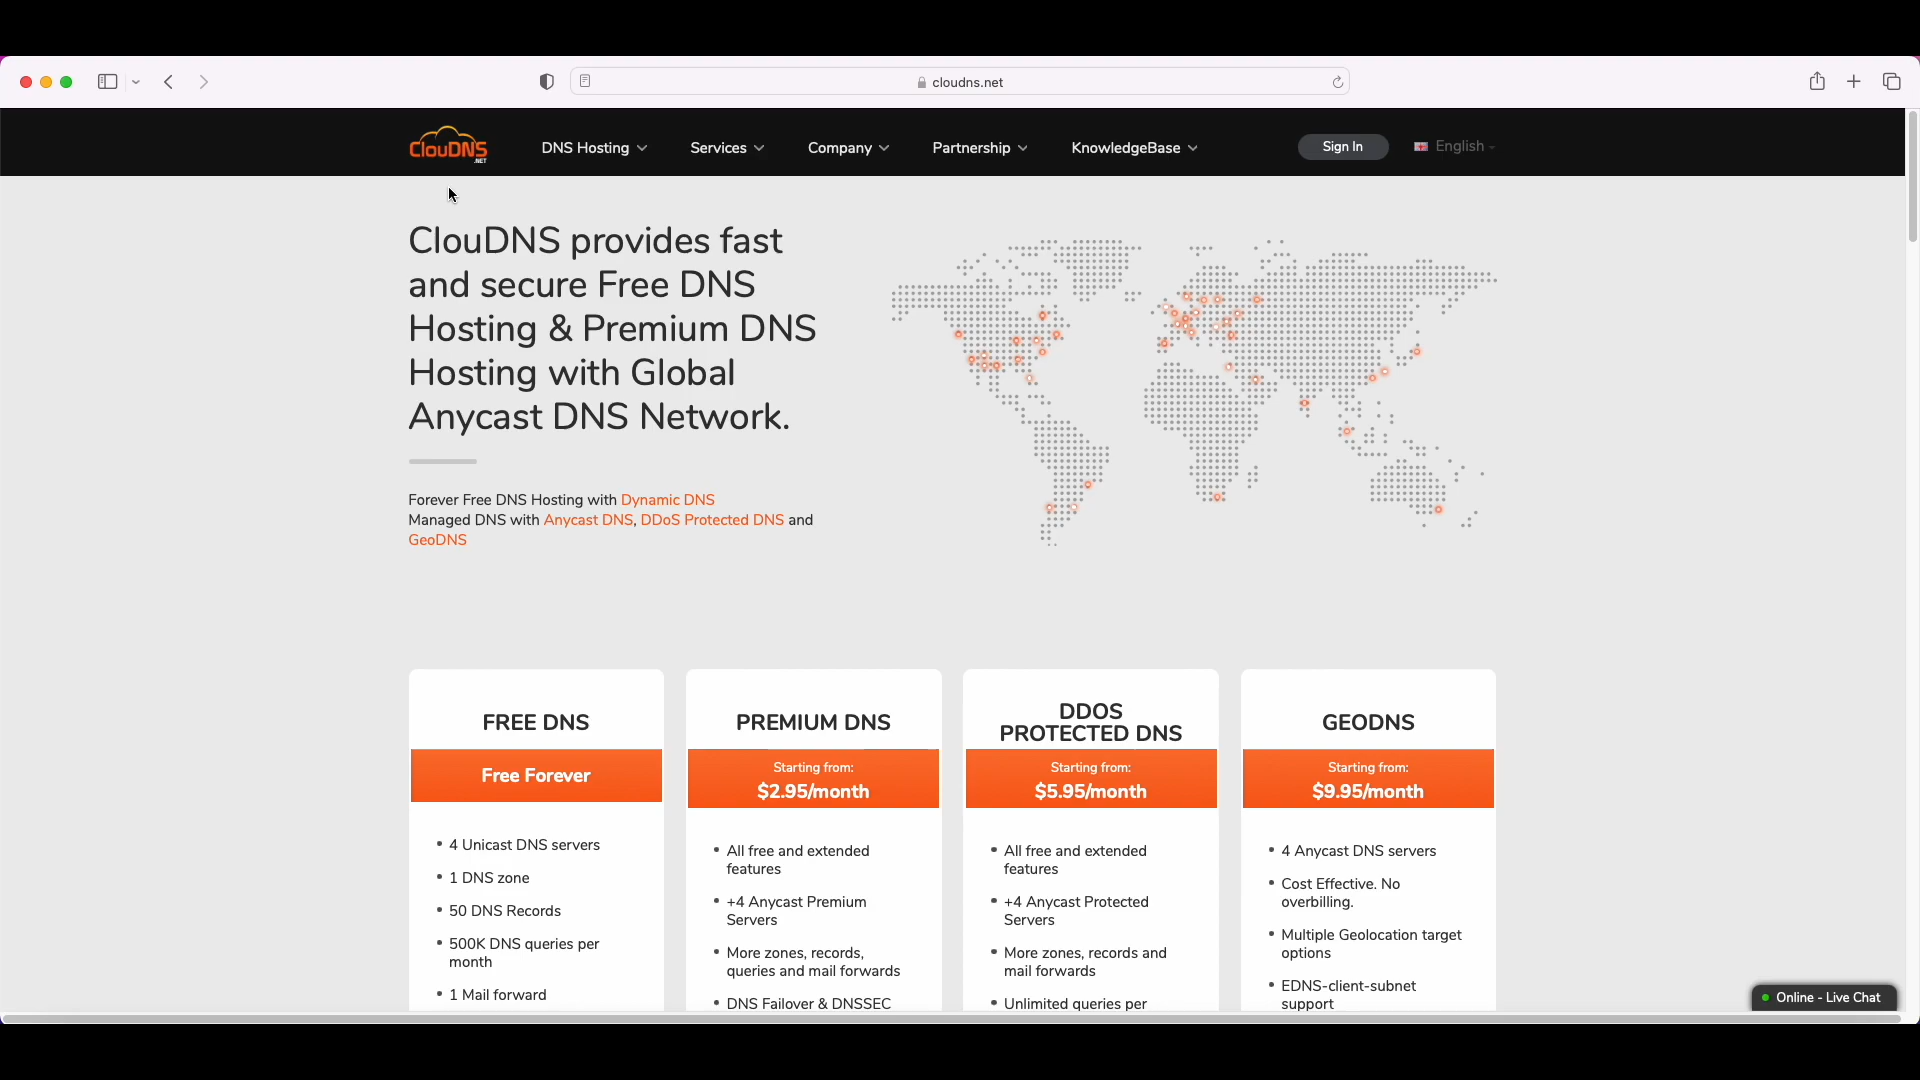 cloudns.net
ClouDNS
.NET
DNS Hosting
Services
Company
Partnership
KnowledgeBase
Sign In
English
ClouDNS provides fast
and secure Free DNS
Hosting & Premium DNS
Hosting with Global
Anycast DNS Network.
Forever Free DNS Hosting with Dynamic DNS
Managed DNS with Anycast DNS, DDoS Protected DNS and
GeoDNS
FREE DNS
Free Forever
4 Unicast DNS servers
1 DNS zone
50 DNS Records
500K DNS queries per
month
1 Mail forward
PREMIUM DNS
Starting from:
$2.95/month
All free and extended
features
+4 Anycast Premium
Servers
More zones, records,
queries and mail forwards
DNS Failover & DNSSEC
DDOS
PROTECTED DNS
Starting from:
$5.95/month
All free and extended
features
+4 Anycast Protected
Servers
More zones, records and
mail forwards
Unlimited queries per
GEODNS
Starting from:
$9.95/month
4 Anycast DNS servers
Cost Effective. No
overbilling.
Multiple Geolocation target
options
EDNS-client-subnet
support
Online - Live Chat